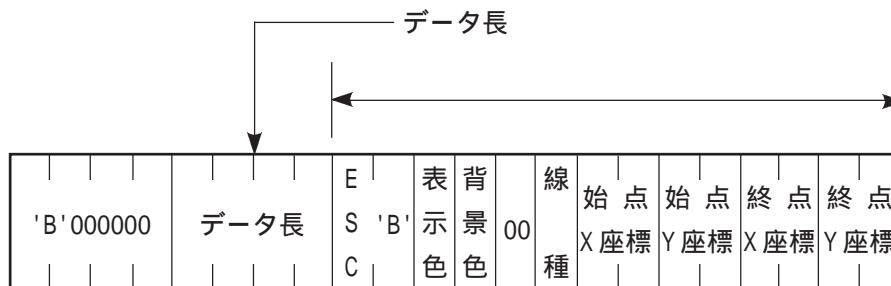 データ長
'B'000000
データ長
ESC
'B'
表示色
背景色
00
線種
始点
X座標
始点
Y座標
終点
X座標
終点
Y座標